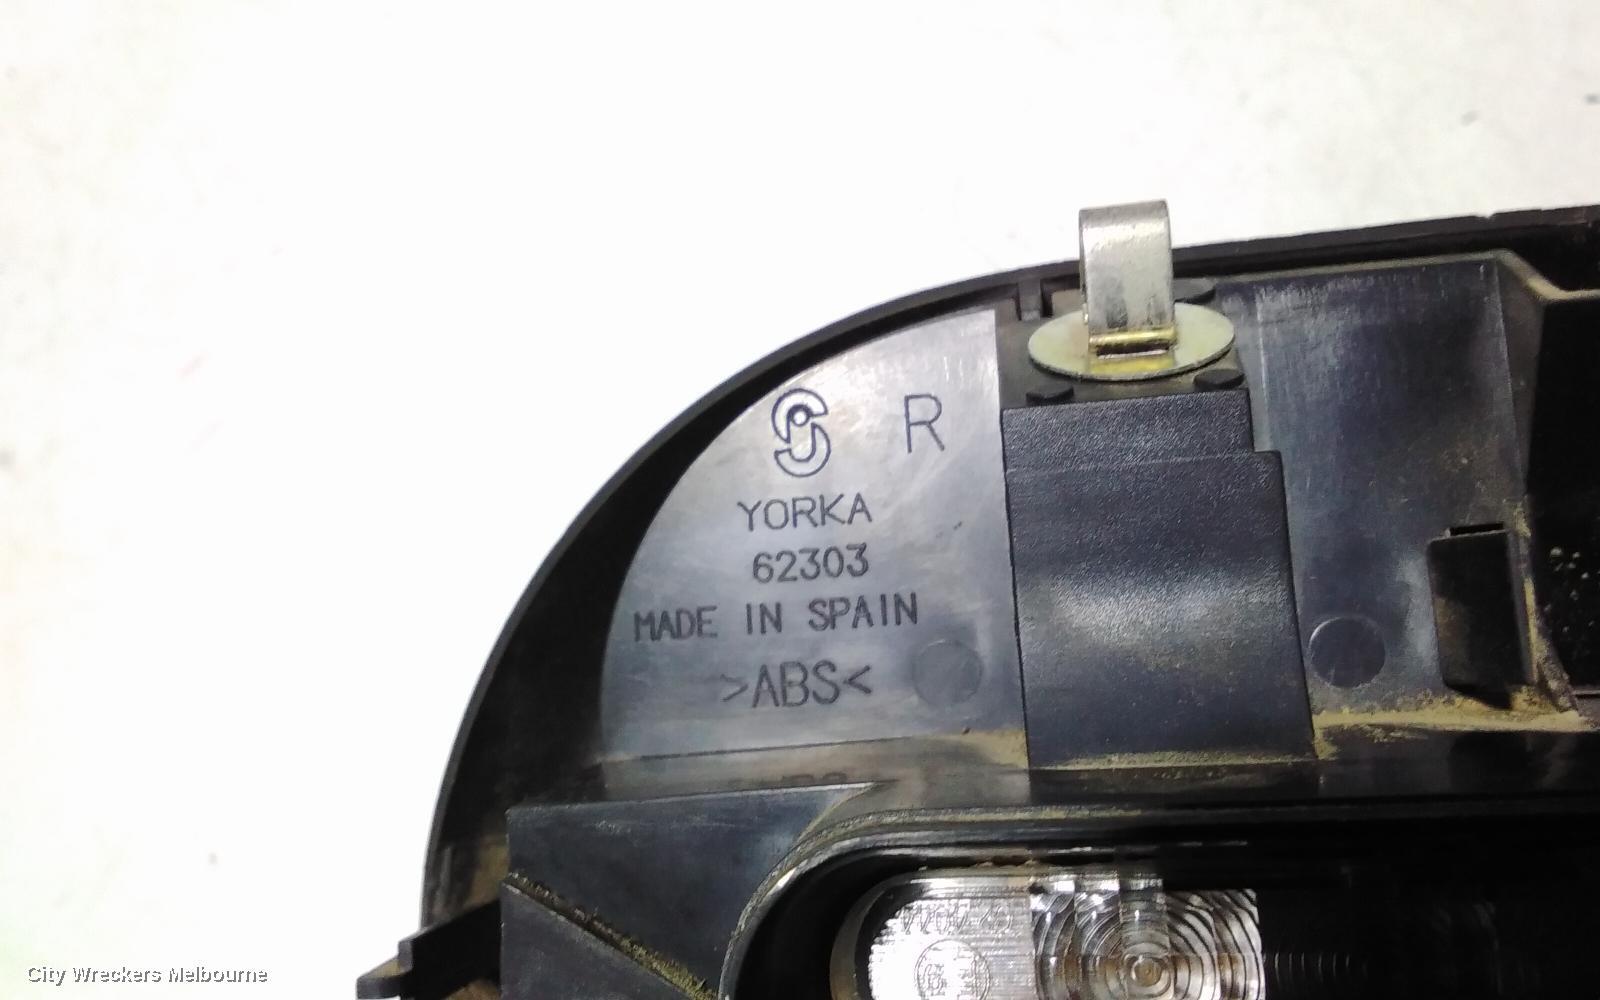 R
YORKA
62303
MADE IN SPAIN
>ABS<
City Wreckers Melbourne